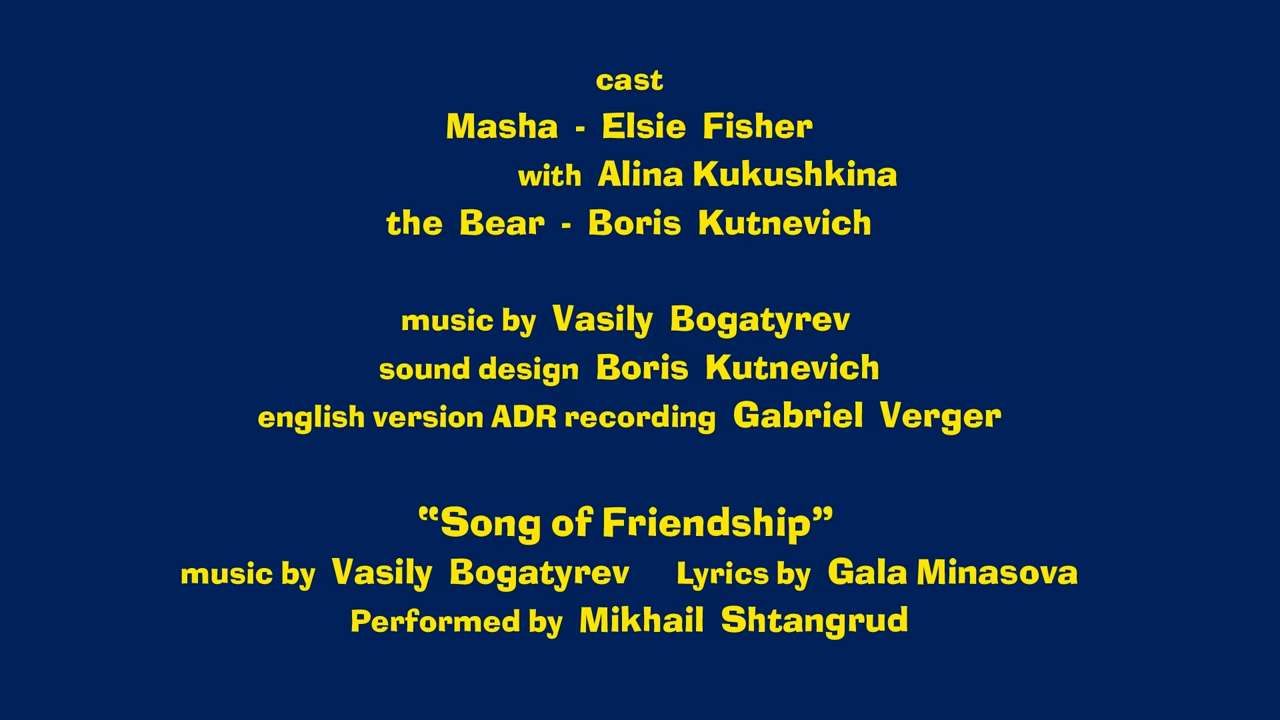 cast
Masha - Elsie Fisher
with Alina Kukushkina
the Bear - Boris Kutnevich
music by Vasily Bogatyrev
sound design Boris Kutnevich
english version ADR recording Gabriel Verger
“Song of Friendship”
music by Vasily Bogatyrev Lyrics by Gala Minasova
Performed by Mikhail Shtangrud